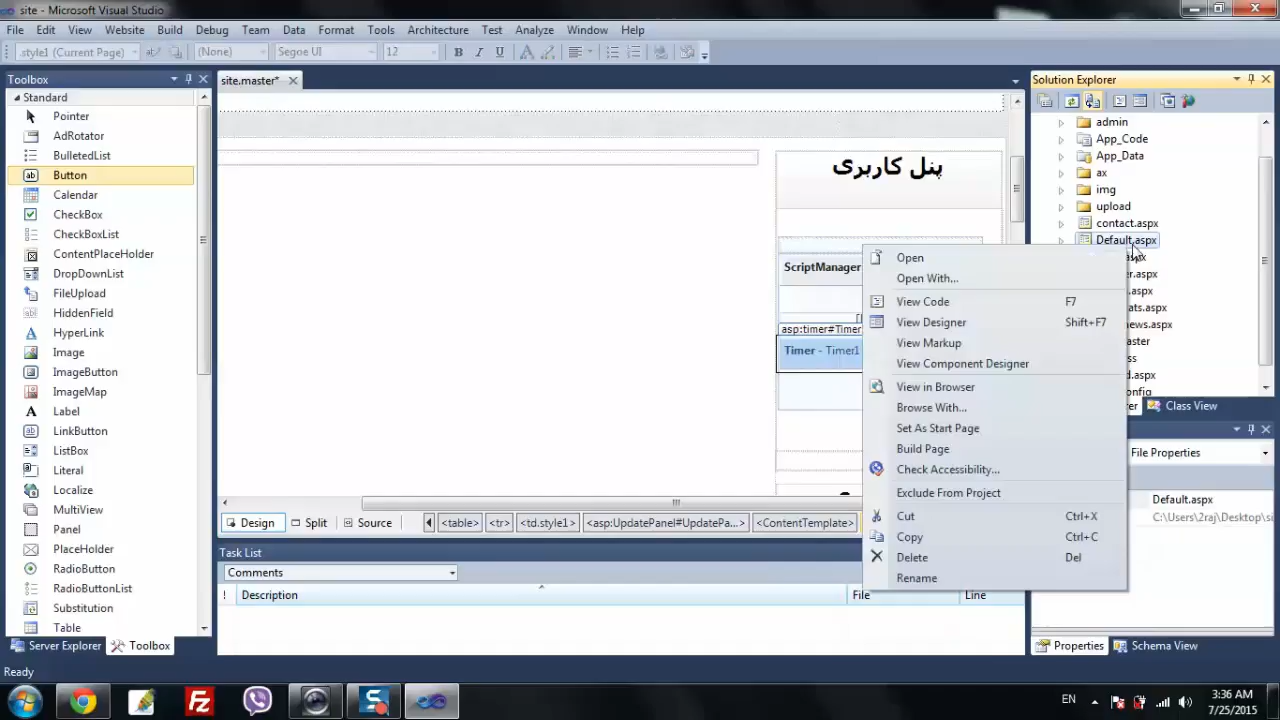 site - Microsoft Visual Studio
File Edit View Website Build Debug Team Data Format Tools Architecture Test Analyze Window Help
.style1 (Current Page) (None) Segoe UI 12 B I U A
Toolbox
Standard
Pointer
AdRotator
BulletedList
Button
Calendar
CheckBox
CheckBoxList
ContentPlaceHolder
DropDownList
FileUpload
HiddenField
HyperLink
Image
ImageButton
ImageMap
Label
LinkButton
ListBox
Literal
Localize
MultiView
Panel
PlaceHolder
RadioButton
RadioButtonList
Substitution
Table
Server Explorer Toolbox
site.master*
پنل کاربری
ScriptManager
asp:timer#Timer
Timer - Timer1
Design Split Source <table> <tr> <td.style1> <asp:UpdatePanel#UpdatePa...> <ContentTemplate>
Task List
Comments
! Description File Line
Open
Open With...
View Code F7
View Designer Shift+F7
View Markup
View Component Designer
View in Browser
Browse With...
Set As Start Page
Build Page
Check Accessibility...
Exclude From Project
Cut Ctrl+X
Copy Ctrl+C
Delete Del
Rename
Solution Explorer
admin
App_Code
App_Data
ax
img
upload
contact.aspx
Default.aspx
Class View
File Properties
Default.aspx
C:\Users\2raj\Desktop\si
Properties Schema View
Ready
EN 3:36 AM
7/25/2015